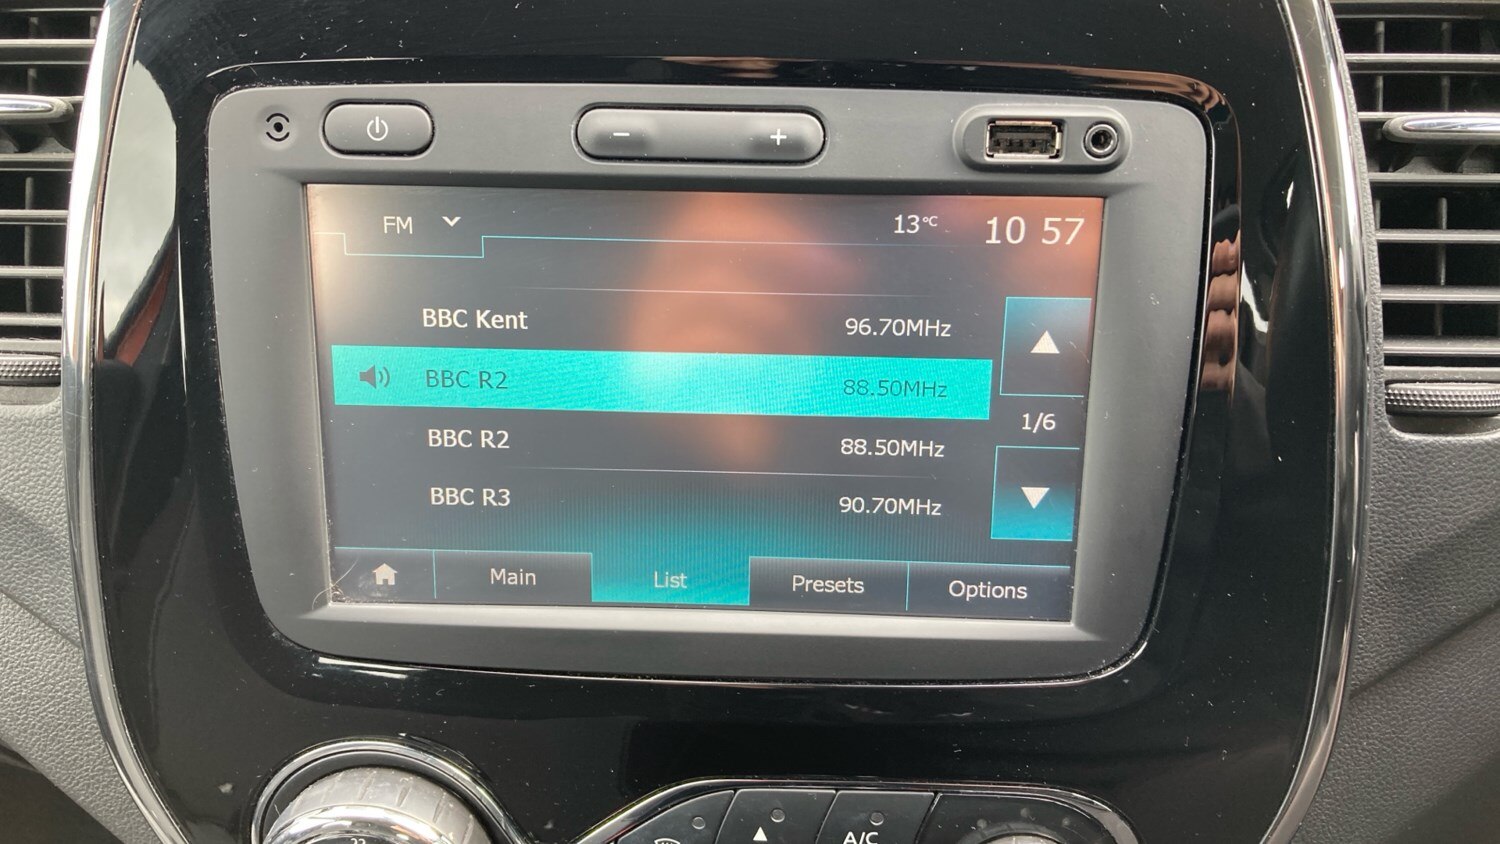 − +
FM 13°C 10 57
BBC Kent 96.70MHz
BBC R2 88.50MHz
1/6
BBC R2 88.50MHz
BBC R3 90.70MHz
Main List Presets Options
A/C